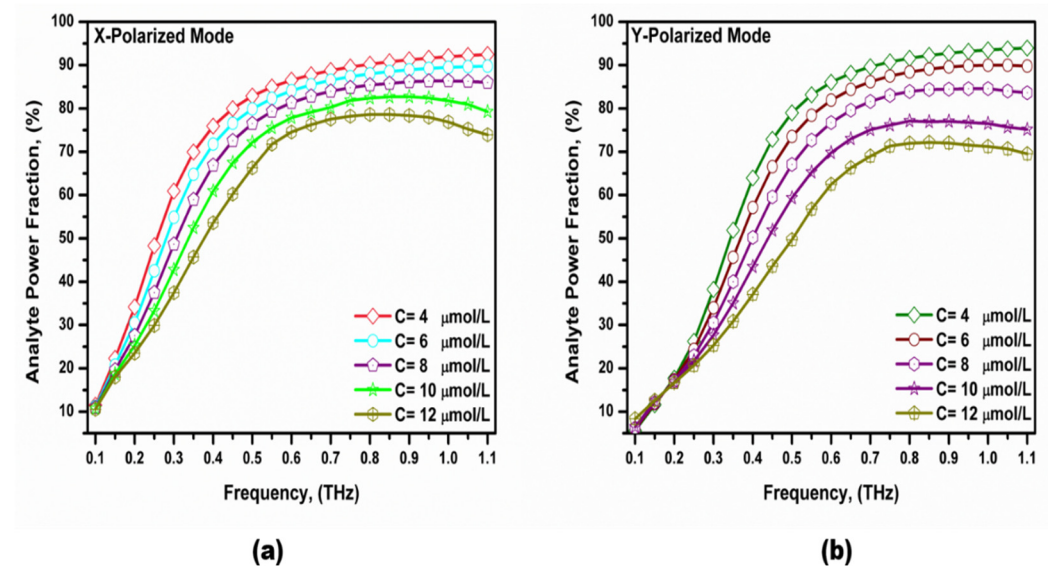 X-Polarized Mode
Analyte Power Fraction, (%)
100
90
80
70
60
50
40
30
20
10
C= 4 μmol/L
C= 6 μmol/L
C= 8 μmol/L
C= 10 μmol/L
C= 12 μmol/L
0.1 0.2 0.3 0.4 0.5 0.6 0.7 0.8 0.9 1.0 1.1
Frequency, (THz)
(a)
Y-Polarized Mode
Analyte Power Fraction, (%)
100
90
80
70
60
50
40
30
20
10
C= 4 μmol/L
C= 6 μmol/L
C= 8 μmol/L
C= 10 μmol/L
C= 12 μmol/L
0.1 0.2 0.3 0.4 0.5 0.6 0.7 0.8 0.9 1.0 1.1
Frequency, (THz)
(b)